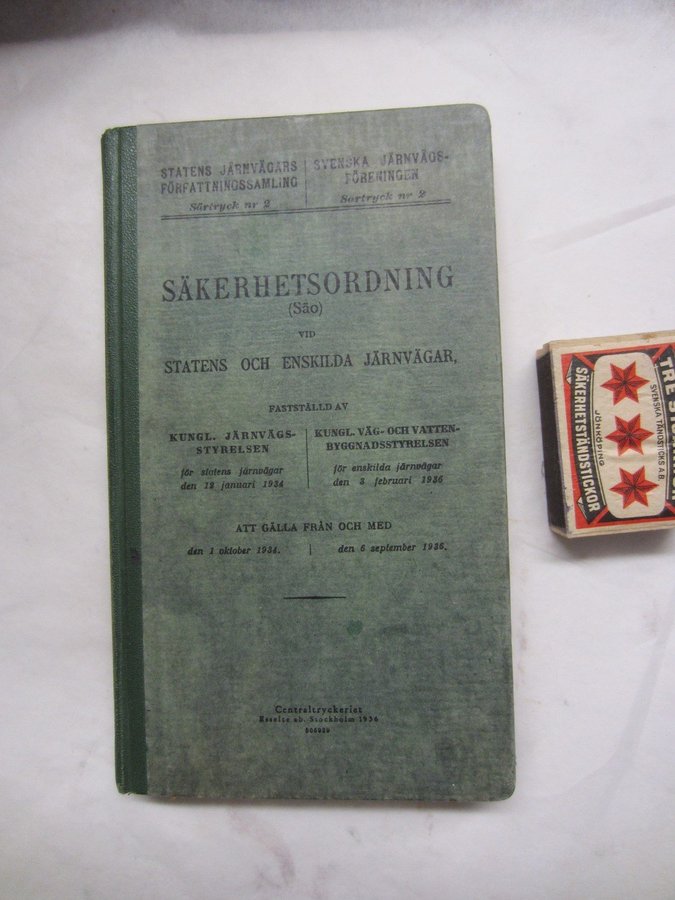 STATENS JÄRNVÄGARS
FÖRFATTNINGSSAMLING
Särtryck nr 2
SVENSKA JÄRNVÄGS-
FÖRENINGEN
Sortryck nr 2
SÄKERHETSORDNING
(Säo)
VID
STATENS OCH ENSKILDA JÄRNVÄGAR,
FASTSTÄLLD AV
KUNGL. JÄRNVÄGS-
STYRELSEN
för statens järnvägar
den 12 januari 1934
KUNGL. VÄG- OCH VATTEN-
BYGGNADSSTYRELSEN
för enskilda järnvägar
den 3 februari 1936
ATT GÄLLA FRÅN OCH MED
den 1 oktober 1934.
den 6 september 1936.
Centraltryckeriet
Esselte ab. Stockholm 1936
TRE
SVENSKA TÄNDSTICKS A.B.
JÖNKÖPING
SÄKERHETSTÄNDSTICKOR